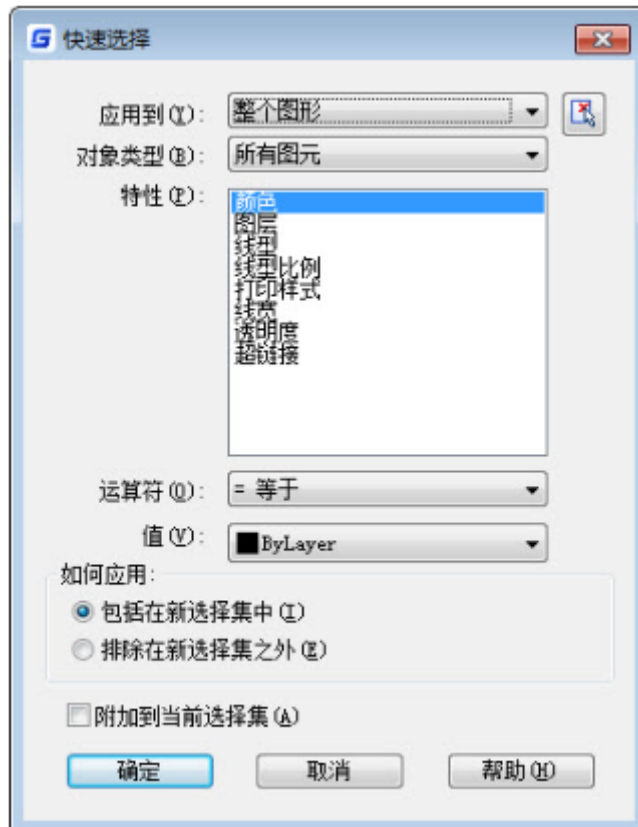 快速选择
应用到(Y): 整个图形
对象类型(B): 所有图元
特性(P): 颜色
图层
线型
线型比例
打印样式
线宽
透明度
超链接
运算符(O): = 等于
值(V): ByLayer
如何应用:
包括在新选择集中(I)
排除在新选择集之外(E)
附加到当前选择集(A)
确定 取消 帮助(H)